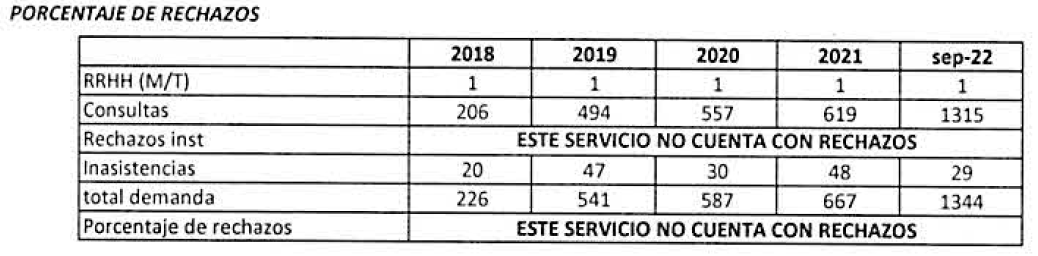 PORCENTAJE DE RECHAZOS
2018 2019 2020 2021 sep-22
RRHH (M/T) 1 1 1 1 1
Consultas 206 494 557 619 1315
Rechazos inst ESTE SERVICIO NO CUENTA CON RECHAZOS
Inasistencias 20 47 30 48 29
total demanda 226 541 587 667 1344
Porcentaje de rechazos ESTE SERVICIO NO CUENTA CON RECHAZOS